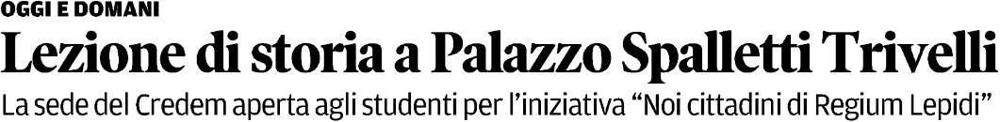 OGGI E DOMANI
Lezione di storia a Palazzo Spalletti Trivelli
La sede del Credem aperta agli studenti per l’iniziativa “Noi cittadini di Regium Lepidi”